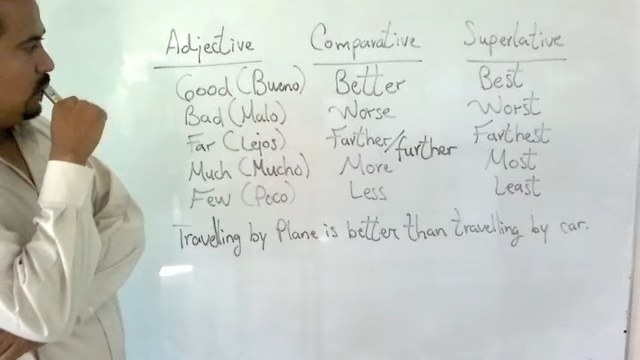 Adjective Comparative Superlative
Good (Bueno) Better Best
Bad (Malo) Worse Worst
Far (Lejos) Farther/further Farthest
Much (Mucho) More Most
Few (Poco) Less Least
Travelling by Plane is better than travelling by car.